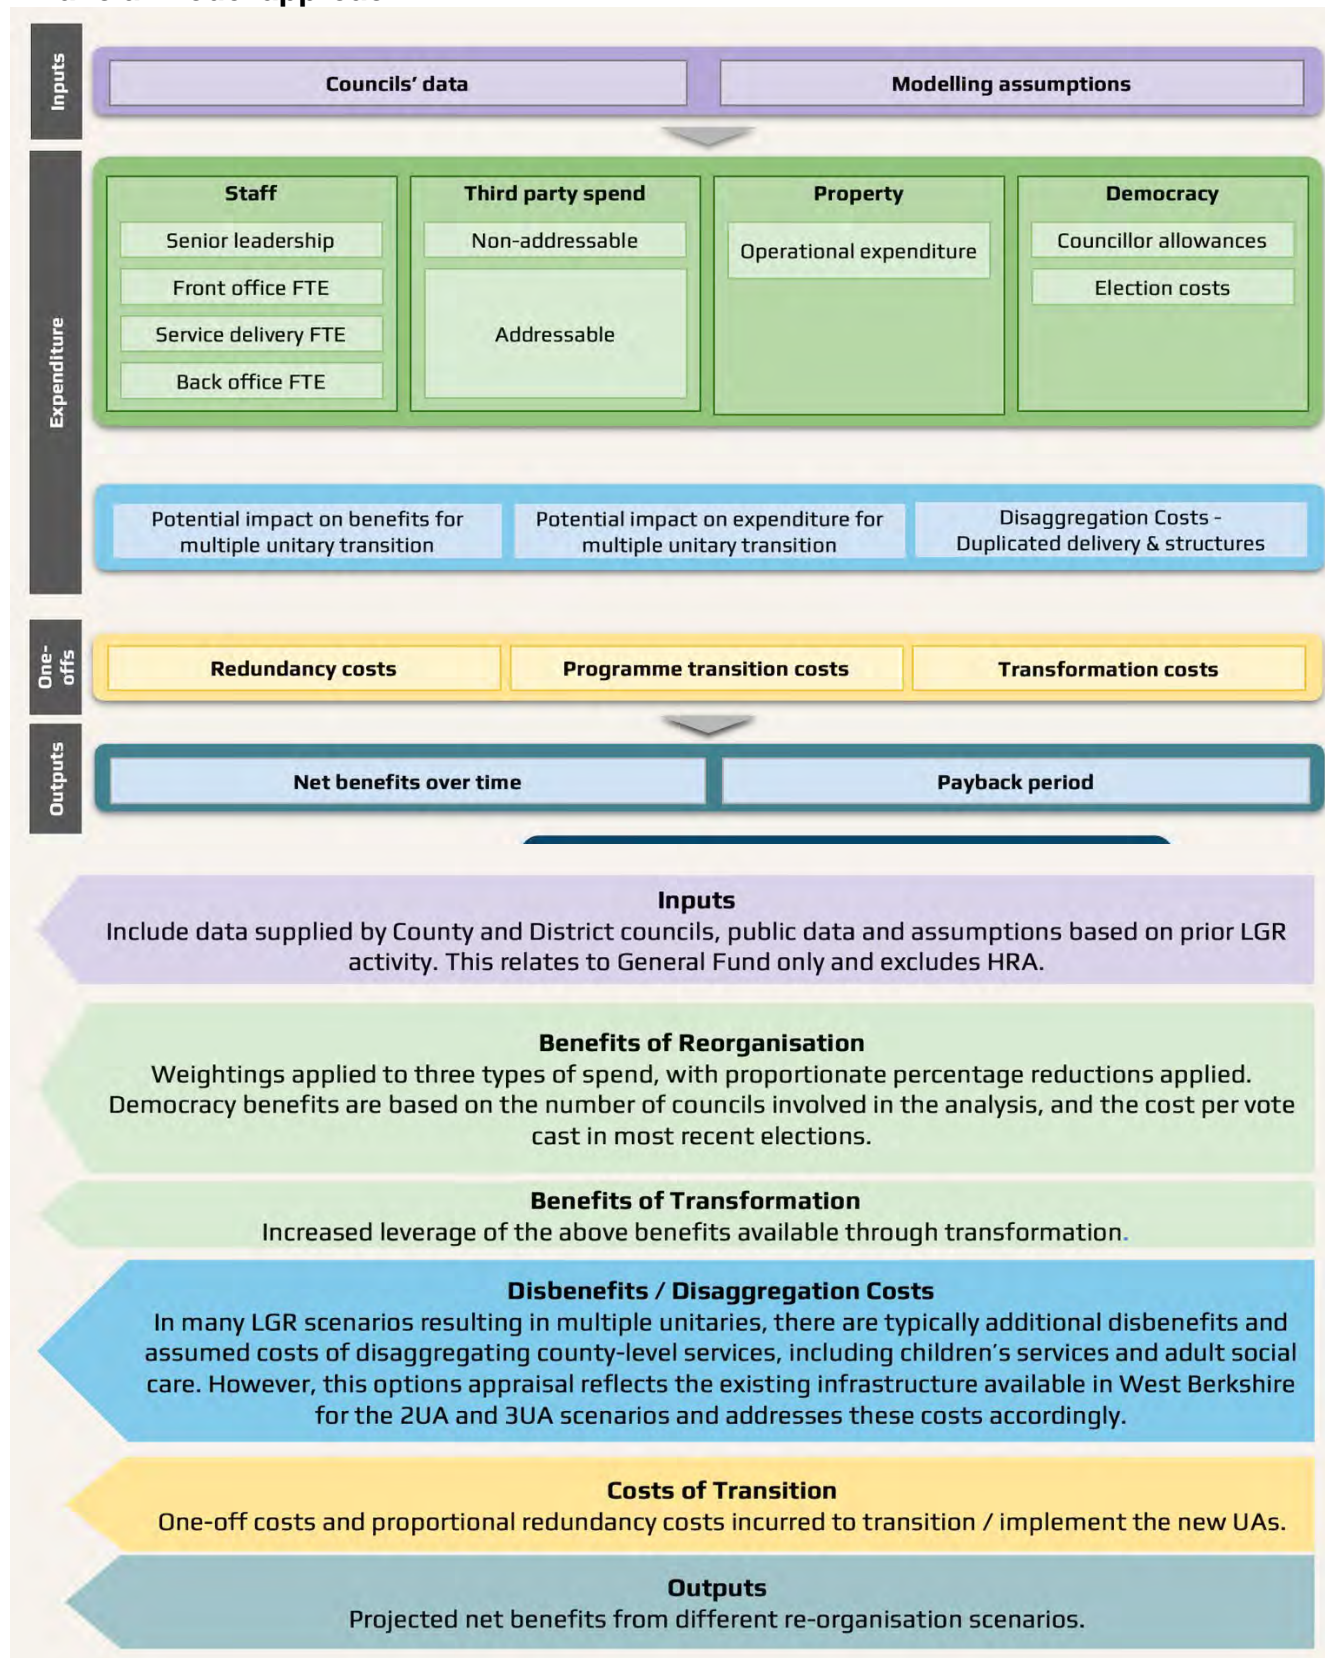 Inputs
Councils' data
Modelling assumptions
Expenditure
Staff
Senior leadership
Front office FTE
Service delivery FTE
Back office FTE
Third party spend
Non-addressable
Addressable
Property
Operational expenditure
Democracy
Councillor allowances
Election costs
Potential impact on benefits for
multiple unitary transition
Potential impact on expenditure for
multiple unitary transition
Disaggregation Costs -
Duplicated delivery & structures
One-
offs
Redundancy costs
Programme transition costs
Transformation costs
Outputs
Net benefits over time
Payback period
Inputs
Include data supplied by County and District councils, public data and assumptions based on prior LGR
activity. This relates to General Fund only and excludes HRA.
Benefits of Reorganisation
Weightings applied to three types of spend, with proportionate percentage reductions applied.
Democracy benefits are based on the number of councils involved in the analysis, and the cost per vote
cast in most recent elections.
Benefits of Transformation
Increased leverage of the above benefits available through transformation.
Disbenefits / Disaggregation Costs
In many LGR scenarios resulting in multiple unitaries, there are typically additional disbenefits and
assumed costs of disaggregating county-level services, including children's services and adult social
care. However, this options appraisal reflects the existing infrastructure available in West Berkshire
for the 2UA and 3UA scenarios and addresses these costs accordingly.
Costs of Transition
One-off costs and proportional redundancy costs incurred to transition / implement the new UAs.
Outputs
Projected net benefits from different re-organisation scenarios.